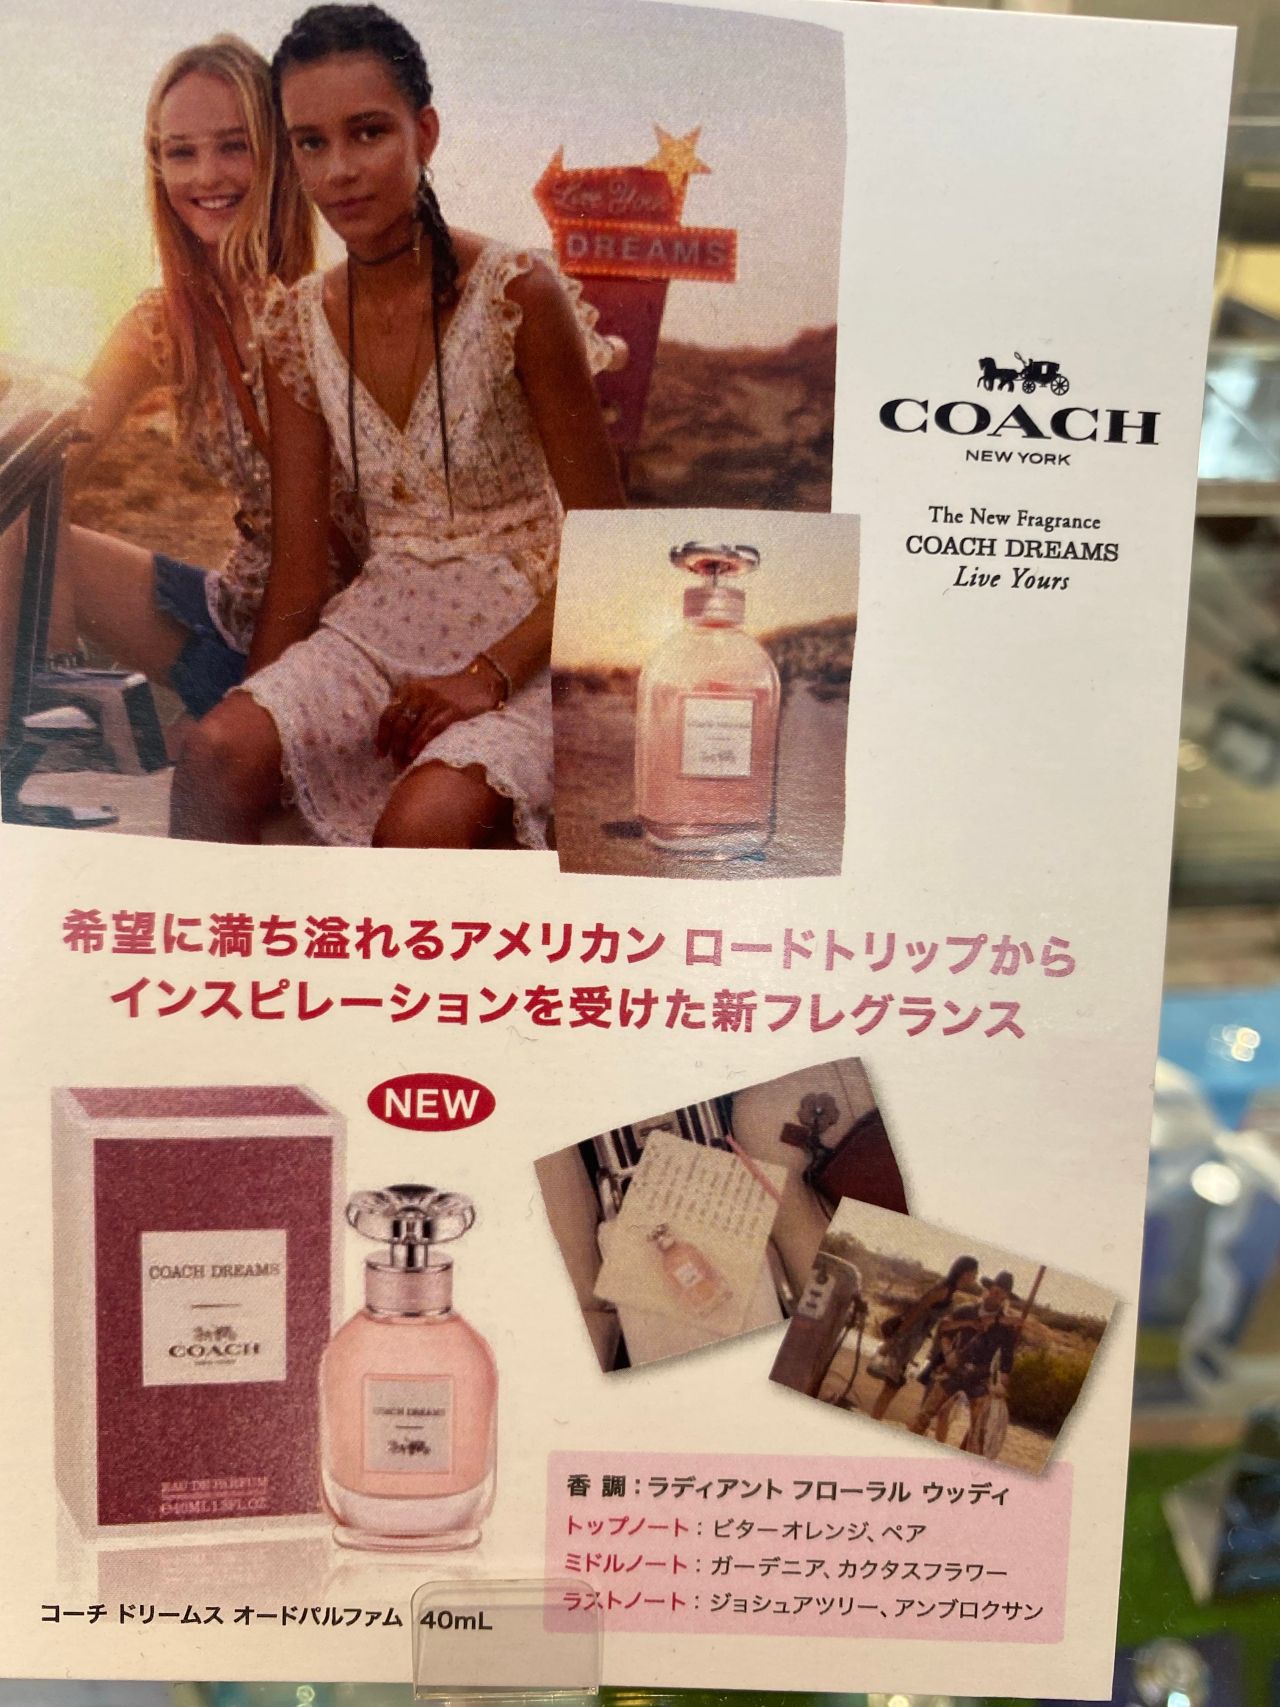 Live Your
DREAMS
COACH
NEW YORK
The New Fragrance
COACH DREAMS
Live Yours
希望に満ち溢れるアメリカン ロードトリップから
インスピレーションを受けた新フレグランス
NEW
COACH DREAMS
COACH
EAU DE PARFUM
COACH DREAMS
香 調：ラディアント フローラル ウッディ
トップノート：ビターオレンジ、ペア
ミドルノート：ガーデニア、カクタスフラワー
ラストノート：ジョシュアツリー、アンブロクサン
コーチ ドリームス オードパルファム 40mL